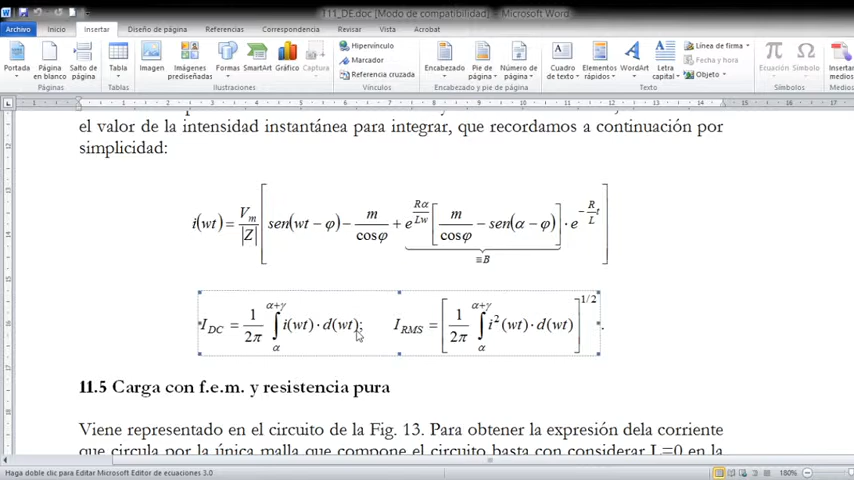 T11_DE.doc [Modo de compatibilidad] - Microsoft Word
Archivo Inicio Insertar Diseño de página Referencias Correspondencia Revisar Vista Acrobat
Portada Página en blanco Salto de página Tablas Imagen Imágenes prediseñadas Formas SmartArt Gráfico Captura
Hipervínculo
Marcador
Referencia cruzada
Encabezado Pie de página Número de página Cuadro de texto Elementos rápidos WordArt Letra capital
Línea de firma
Fecha y hora
Objeto
Ecuación Símbolo Insertar medios
Páginas Tablas Ilustraciones Vínculos Encabezado y pie de página Texto Símbolos
el valor de la intensidad instantánea para integrar, que recordamos a continuación por
simplicidad:
i(wt) = V_m/|Z| [ sen(wt − φ) − m/cosφ + e^{Rα/Lw} [ m/cosφ − sen(α − φ) ] · e^{−R/L t} ]
≡B
I_DC = 1/2π ∫_α^{α+γ} i(wt) · d(wt); I_RMS = [ 1/2π ∫_α^{α+γ} i²(wt) · d(wt) ]^{1/2} .
11.5 Carga con f.e.m. y resistencia pura
Viene representado en el circuito de la Fig. 13. Para obtener la expresión dela corriente
que circula por la única malla que compone el circuito basta con considerar L=0 en la
Haga doble clic para Editar Microsoft Editor de ecuaciones 3.0
180%